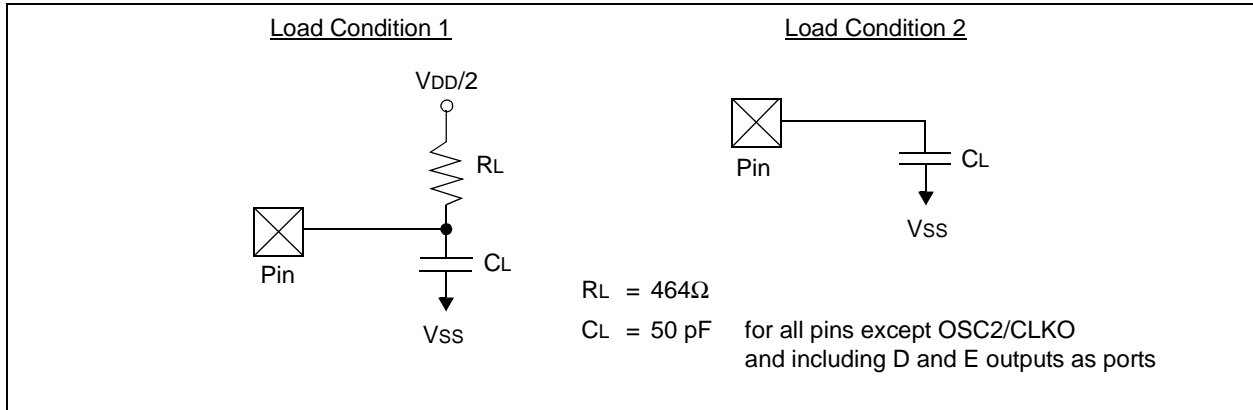 Load Condition 1
VDD/2
RL
Pin
CL
VSS
Load Condition 2
Pin
CL
VSS
RL = 464Ω
CL = 50 pF for all pins except OSC2/CLKO
and including D and E outputs as ports